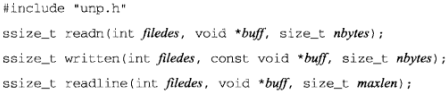 #include "unp.h"
ssize_t readn(int filedes, void *buff, size_t nbytes);
ssize_t written(int filedes, const void *buff, size_t nbytes);
ssize_t readline(int filedes, void *buff, size_t maxlen);